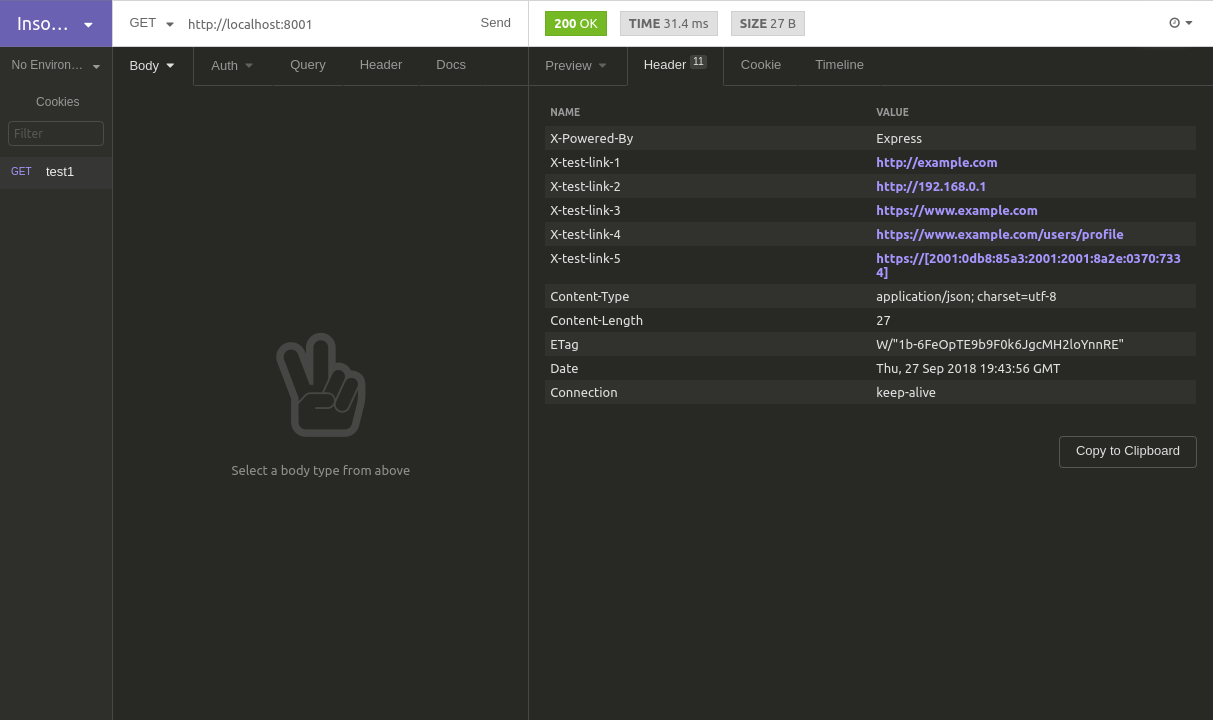 Inso...
GET http://localhost:8001 Send
200 OK TIME 31.4 ms SIZE 27 B
No Environ...
Cookies
Filter
GET test1
Body Auth Query Header Docs
Select a body type from above
Preview Header 11 Cookie Timeline
NAME VALUE
X-Powered-By Express
X-test-link-1 http://example.com
X-test-link-2 http://192.168.0.1
X-test-link-3 https://www.example.com
X-test-link-4 https://www.example.com/users/profile
X-test-link-5 https://[2001:0db8:85a3:2001:2001:8a2e:0370:733
4]
Content-Type application/json; charset=utf-8
Content-Length 27
ETag W/"1b-6FeOpTE9b9F0k6JgcMH2loYnnRE"
Date Thu, 27 Sep 2018 19:43:56 GMT
Connection keep-alive
Copy to Clipboard